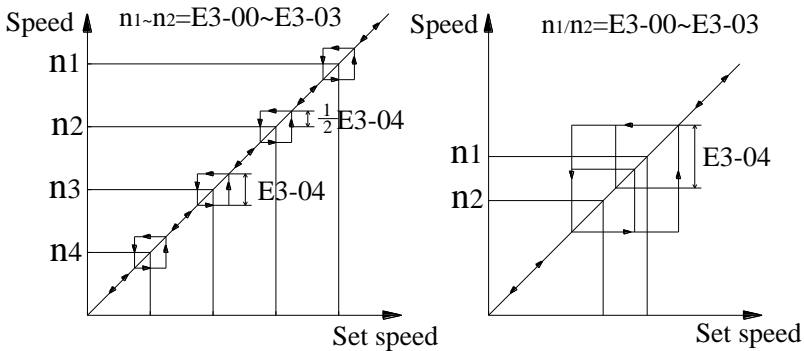 Speed
n1~n2=E3-00~E3-03
n1
n2
n3
n4
1/2 E3-04
E3-04
Set speed
Speed
n1/n2=E3-00~E3-03
n1
n2
E3-04
Set speed